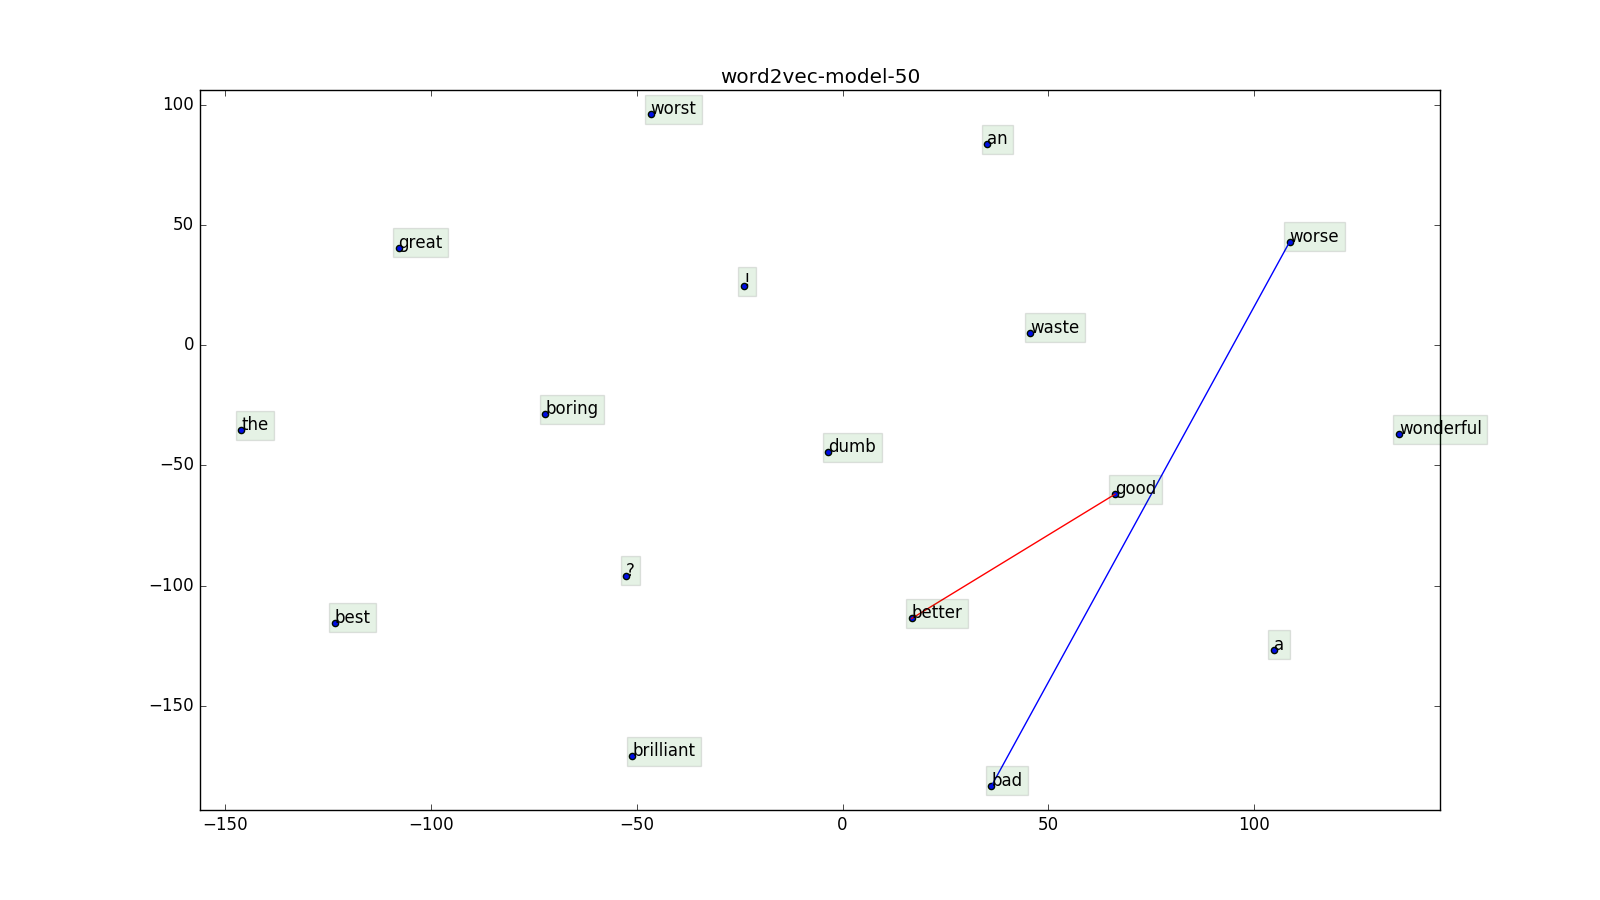 word2vec-model-50
100
50
0
−50
−100
−150
worst
an
great
worse
!
waste
boring
the
wonderful
dumb
good
?
best
better
a
brilliant
bad
−150
−100
−50
0
50
100